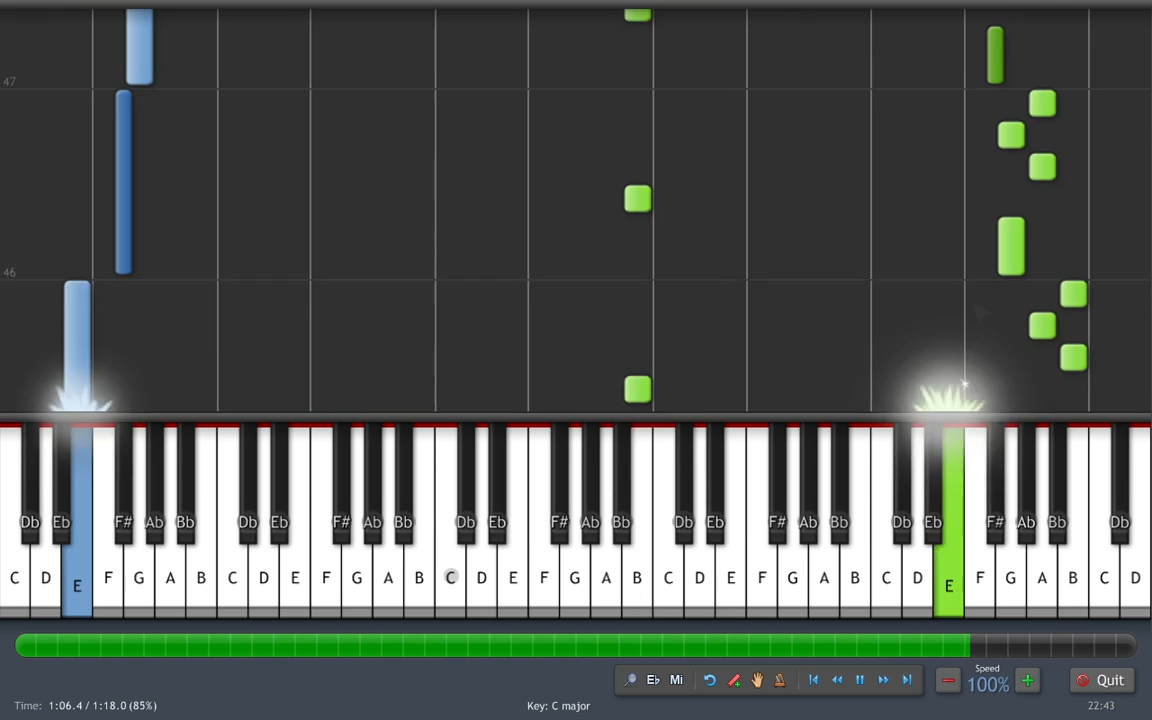 47
46
Db Eb F# Ab Bb Db Eb F# Ab Bb Db Eb F# Ab Bb Db Eb F# Ab Bb Db Eb F# Ab Bb Db
C D E F G A B C D E F G A B C D E F G A B C D E F G A B C D E F G A B C D
Speed
Eb Mi 100% Quit
Time: 1:06.4 / 1:18.0 (85%) Key: C major 22:43